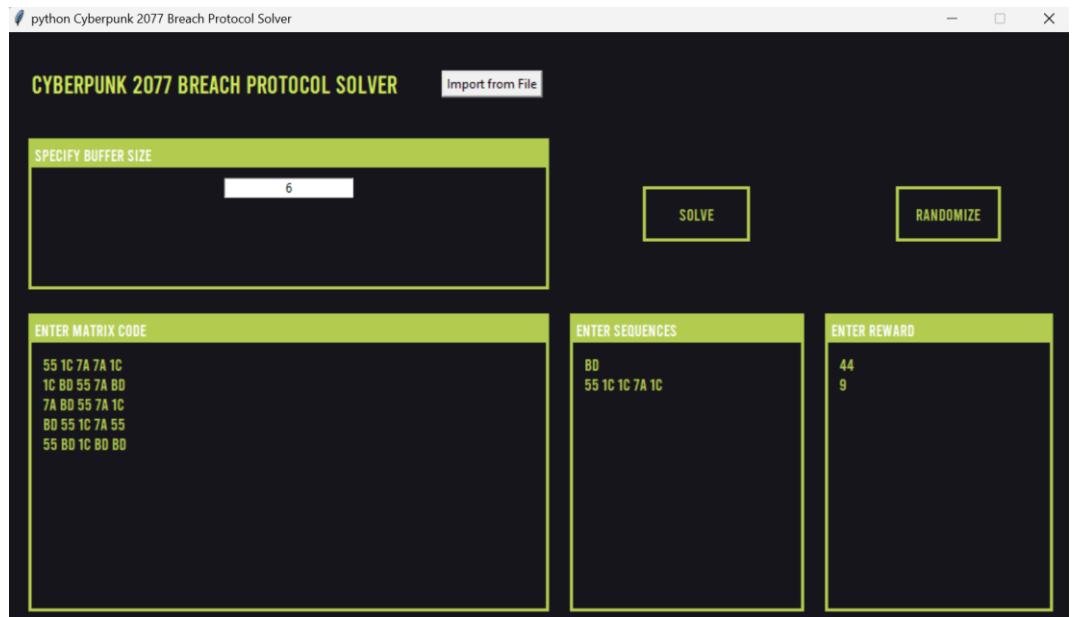 python Cyberpunk 2077 Breach Protocol Solver
CYBERPUNK 2077 BREACH PROTOCOL SOLVER
Import from File
SPECIFY BUFFER SIZE
6
SOLVE
RANDOMIZE
ENTER MATRIX CODE
55 1C 7A 7A 1C
1C BD 55 7A BD
7A BD 55 7A 1C
BD 55 1C 7A 55
55 BD 1C BD BD
ENTER SEQUENCES
BD
55 1C 1C 7A 1C
ENTER REWARD
44
9